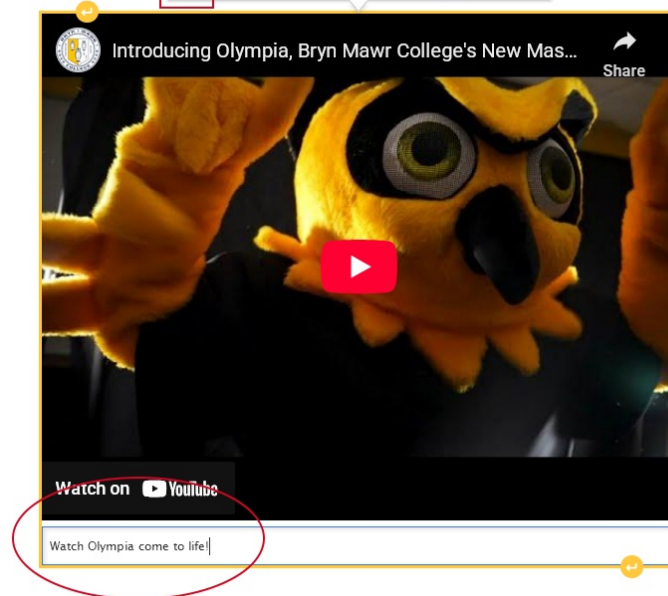 Introducing Olympia, Bryn Mawr College's New Mas...
Share
Watch on YouTube
Watch Olympia come to life!